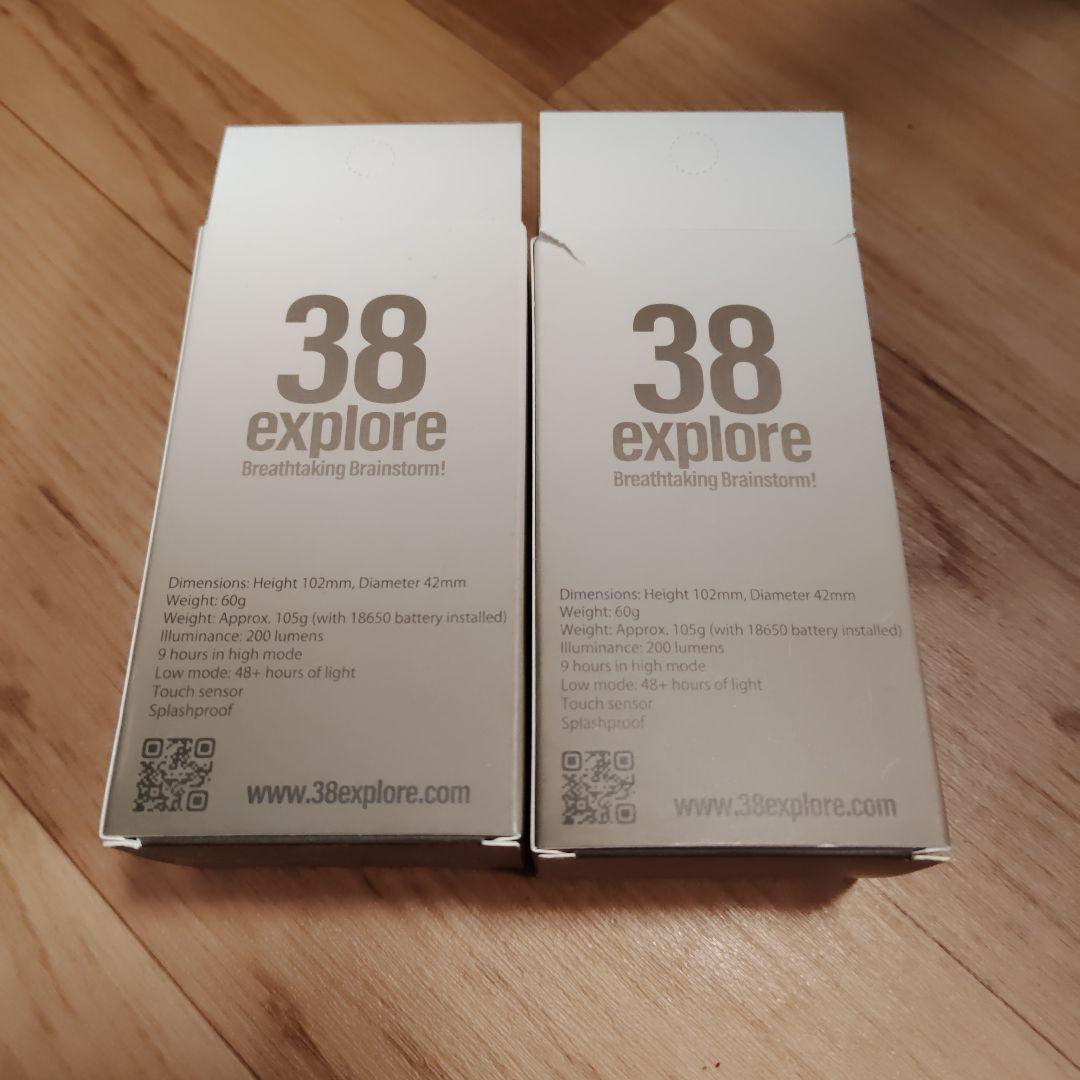 38
explore
Breathtaking Brainstorm!
Dimensions: Height 102mm, Diameter 42mm
Weight: 60g
Weight: Approx. 105g (with 18650 battery installed)
Illuminance: 200 lumens
9 hours in high mode
Low mode: 48+ hours of light
Touch sensor
Splashproof
www.38explore.com
38
explore
Breathtaking Brainstorm!
Dimensions: Height 102mm, Diameter 42mm
Weight: 60g
Weight: Approx. 105g (with 18650 battery installed)
Illuminance: 200 lumens
9 hours in high mode
Low mode: 48+ hours of light
Touch sensor
Splashproof
www.38explore.com